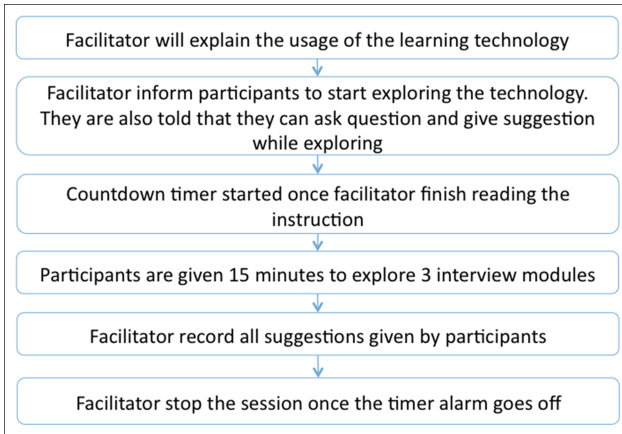 Facilitator will explain the usage of the learning technology
Facilitator inform participants to start exploring the technology.
They are also told that they can ask question and give suggestion
while exploring
Countdown timer started once facilitator finish reading the
instruction
Participants are given 15 minutes to explore 3 interview modules
Facilitator record all suggestions given by participants
Facilitator stop the session once the timer alarm goes off